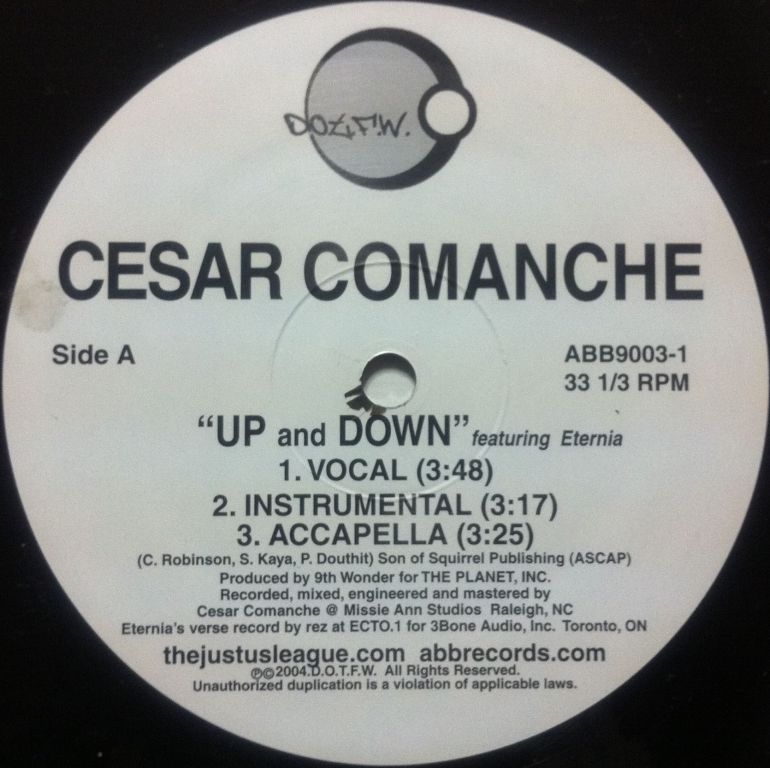 D.O.T.F.W.
CESAR COMANCHE
Side A
ABB9003-1
33 1/3 RPM
“UP and DOWN” featuring Eternia
1. VOCAL (3:48)
2. INSTRUMENTAL (3:17)
3. ACCAPELLA (3:25)
(C. Robinson, S. Kaya, P. Douthit) Son of Squirrel Publishing (ASCAP)
Produced by 9th Wonder for THE PLANET, INC.
Recorded, mixed, engineered and mastered by
Cesar Comanche @ Missie Ann Studios Raleigh, NC
Eternia's verse record by rez at ECTO.1 for 3Bone Audio, Inc. Toronto, ON
thejustusleague.com abbrecords.com
℗©2004.D.O.T.F.W. All Rights Reserved.
Unauthorized duplication is a violation of applicable laws.